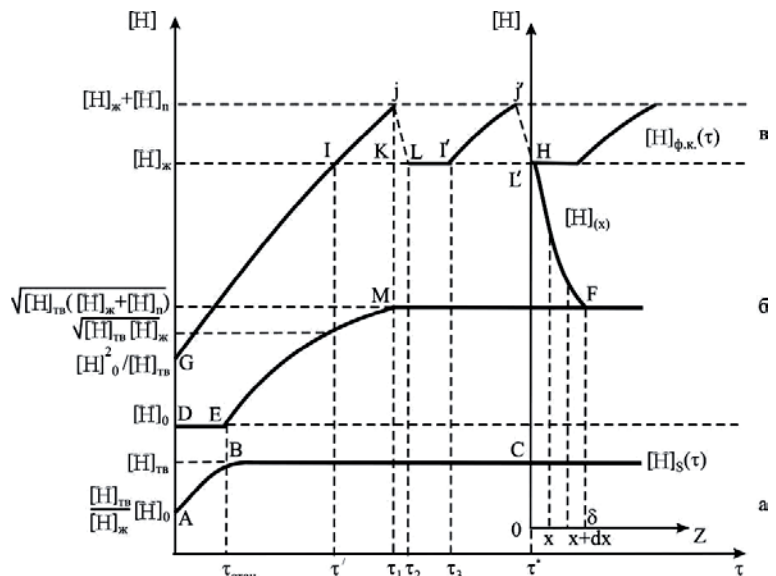 [H] [H]
[H]ж+[H]п j j'
в
[H]ж I K L I' H [H]ф.к.(τ)
L'
[H](x)
√[H]тв([H]ж+[H]п) M F б
√[H]тв[H]ж
[H]²₀/[H]тв G
[H]₀ D E
[H]тв B C [H]S(τ)
[H]тв/[H]ж [H]₀ A а
0 x x+dx δ Z
τ′ τ₁ τ₂ τ₃ τ* τ